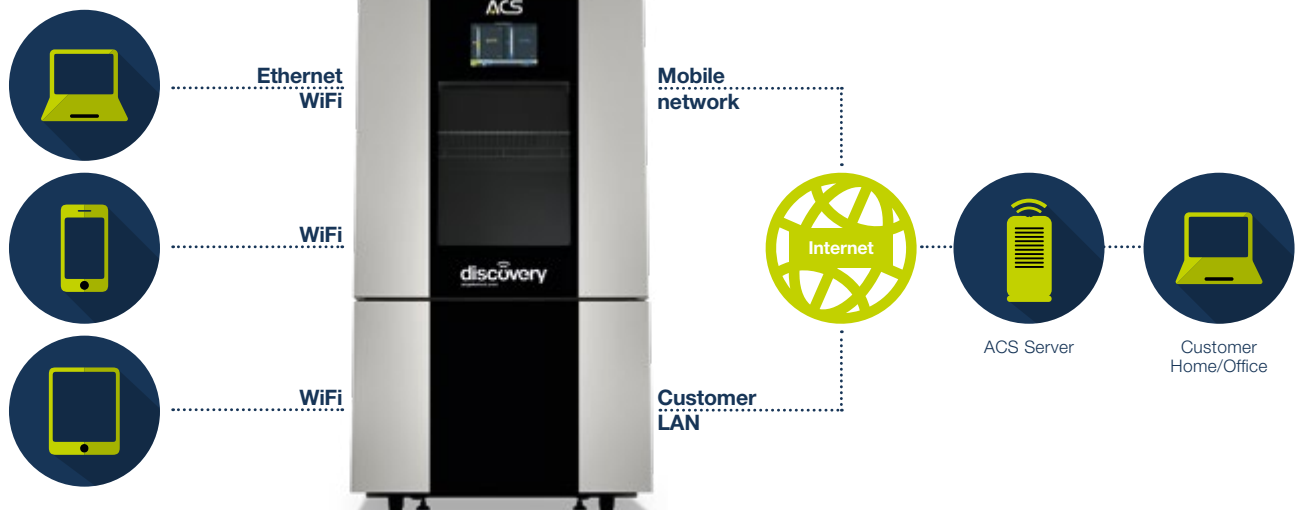 ACS
Ethernet
WiFi
Mobile
network
WiFi
Internet
discovery
ACS Server
Customer
Home/Office
WiFi
Customer
LAN